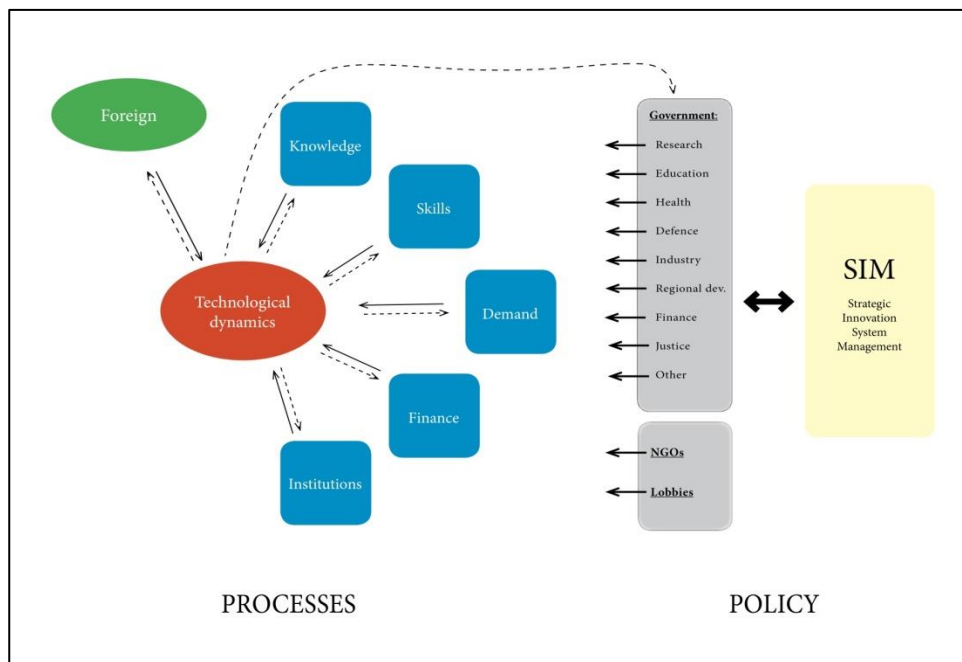 Foreign
Knowledge
Skills
Technological
dynamics
Demand
Finance
Institutions
PROCESSES
Government:
Research
Education
Health
Defence
Industry
Regional dev.
Finance
Justice
Other
NGOs
Lobbies
SIM
Strategic
Innovation
System
Management
POLICY